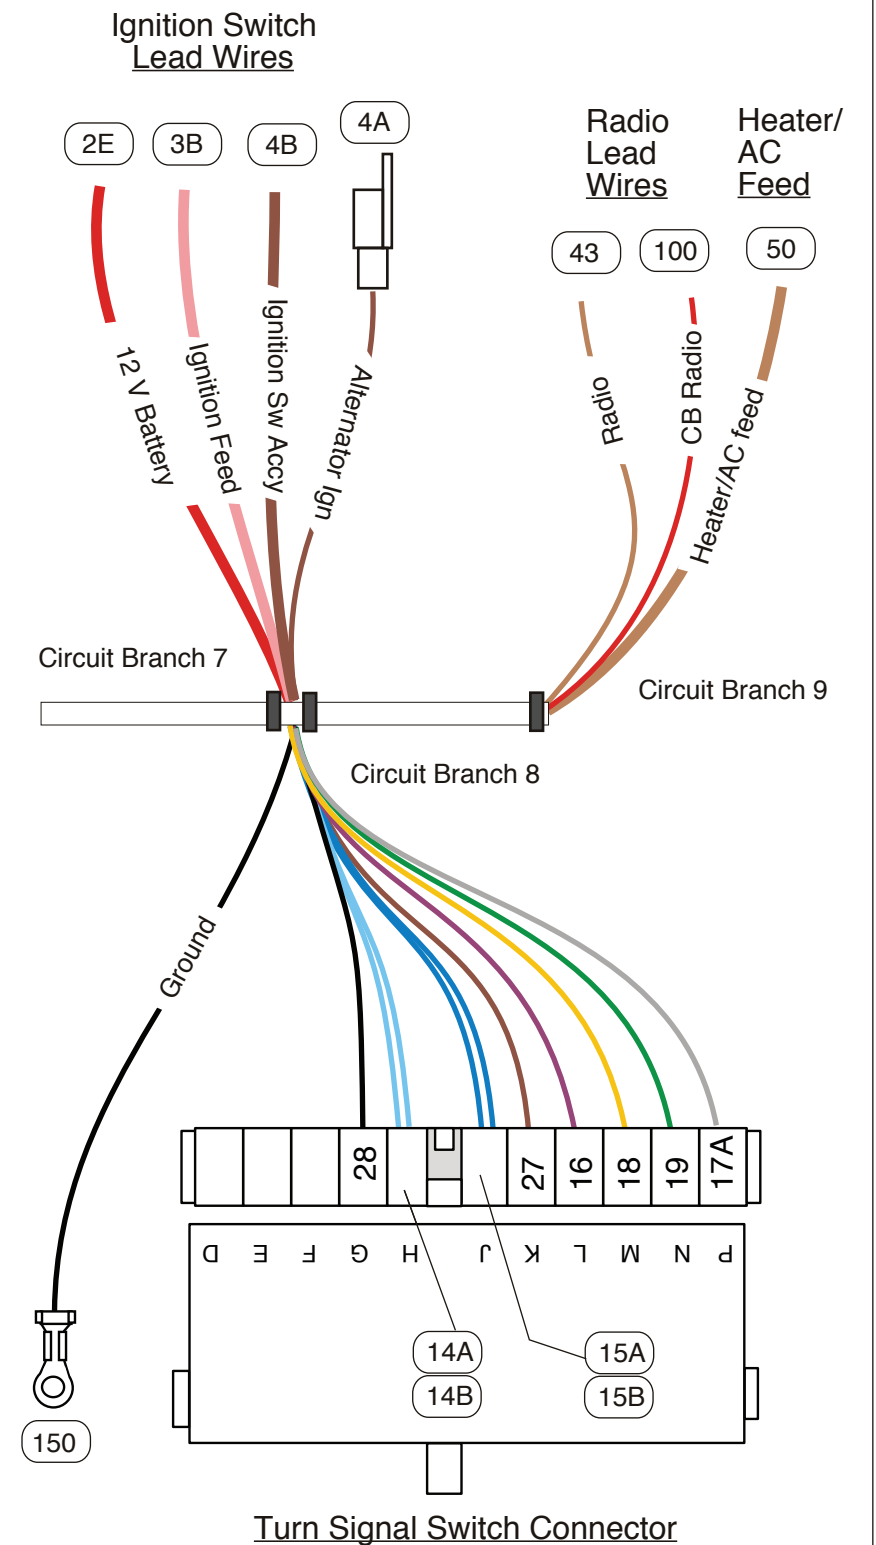 Ignition Switch
Lead Wires
2E
3B
4B
4A
Radio
Lead
Wires
Heater/
AC
Feed
43
100
50
12 V Battery
Ignition Feed
Ignition Sw Accy
Alternator Ign
Radio
CB Radio
Heater/AC feed
Circuit Branch 7
Circuit Branch 9
Circuit Branch 8
Ground
28
27
16
18
19
17A
D E F G H J K L M N P
14A
14B
15A
15B
150
Turn Signal Switch Connector